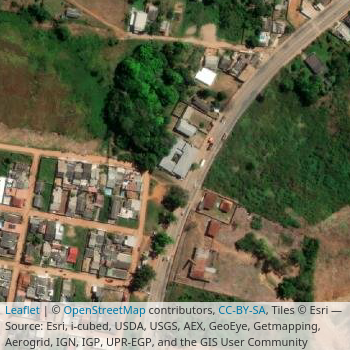 Leaflet | © OpenStreetMap contributors, CC-BY-SA, Tiles © Esri —
Source: Esri, i-cubed, USDA, USGS, AEX, GeoEye, Getmapping,
Aerogrid, IGN, IGP, UPR-EGP, and the GIS User Community